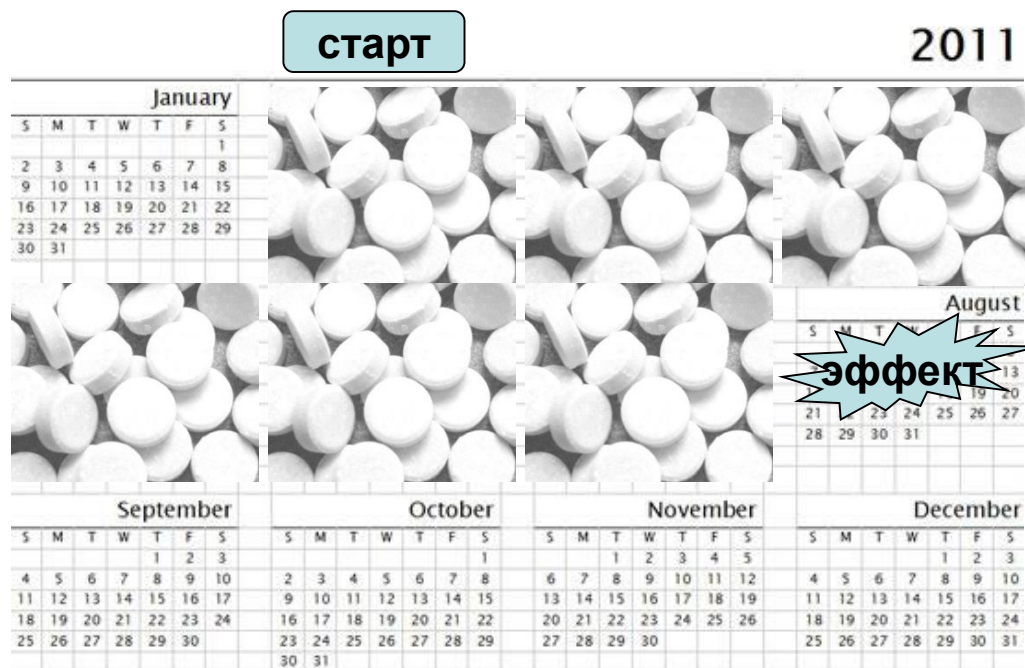 старт
2011
January
S M T W T F S
1
2 3 4 5 6 7 8
9 10 11 12 13 14 15
16 17 18 19 20 21 22
23 24 25 26 27 28 29
30 31
August
S M T F S
эффект
13
19 20
21 23 24 25 26 27
28 29 30 31
September
S M T W T F S
1 2 3
4 5 6 7 8 9 10
11 12 13 14 15 16 17
18 19 20 21 22 23 24
25 26 27 28 29 30
October
S M T W T F S
1
2 3 4 5 6 7 8
9 10 11 12 13 14 15
16 17 18 19 20 21 22
23 24 25 26 27 28 29
30 31
November
S M T W T F S
1 2 3 4 5
6 7 8 9 10 11 12
13 14 15 16 17 18 19
20 21 22 23 24 25 26
27 28 29 30
December
S M T W T F S
1 2 3
4 5 6 7 8 9 10
11 12 13 14 15 16 17
18 19 20 21 22 23 24
25 26 27 28 29 30 31